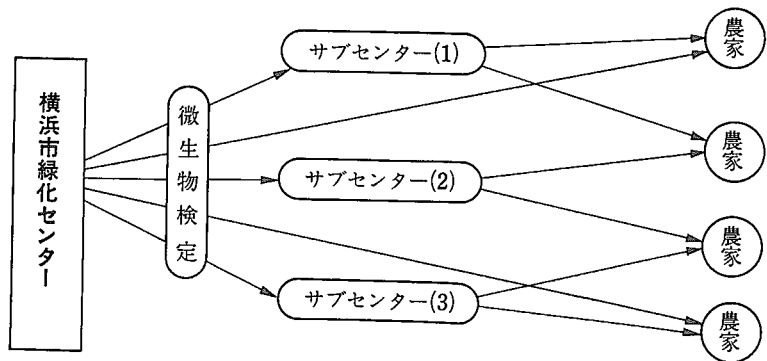 横浜市緑化センター
微生物検定
サブセンター(1)
サブセンター(2)
サブセンター(3)
農家
農家
農家
農家